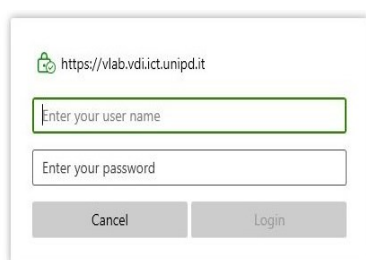 https://vlab.vdi.ict.unipd.it
Enter your user name
Enter your password
Cancel
Login